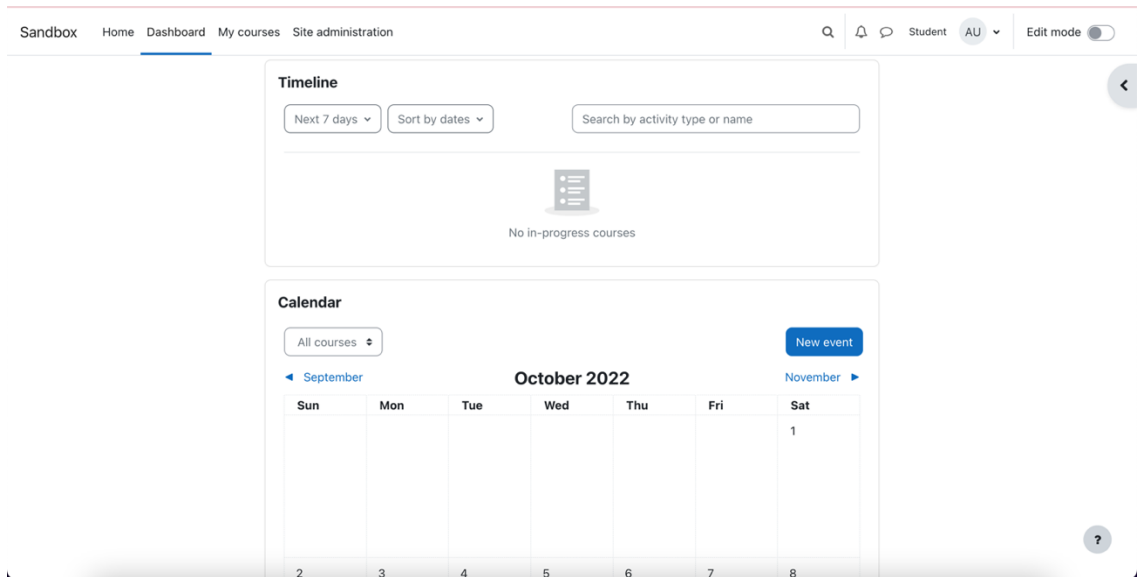 Sandbox Home Dashboard My courses Site administration Student AU Edit mode
Timeline
Next 7 days Sort by dates Search by activity type or name
No in-progress courses
Calendar
All courses New event
September October 2022 November
Sun Mon Tue Wed Thu Fri Sat
1
?
2 3 4 5 6 7 8